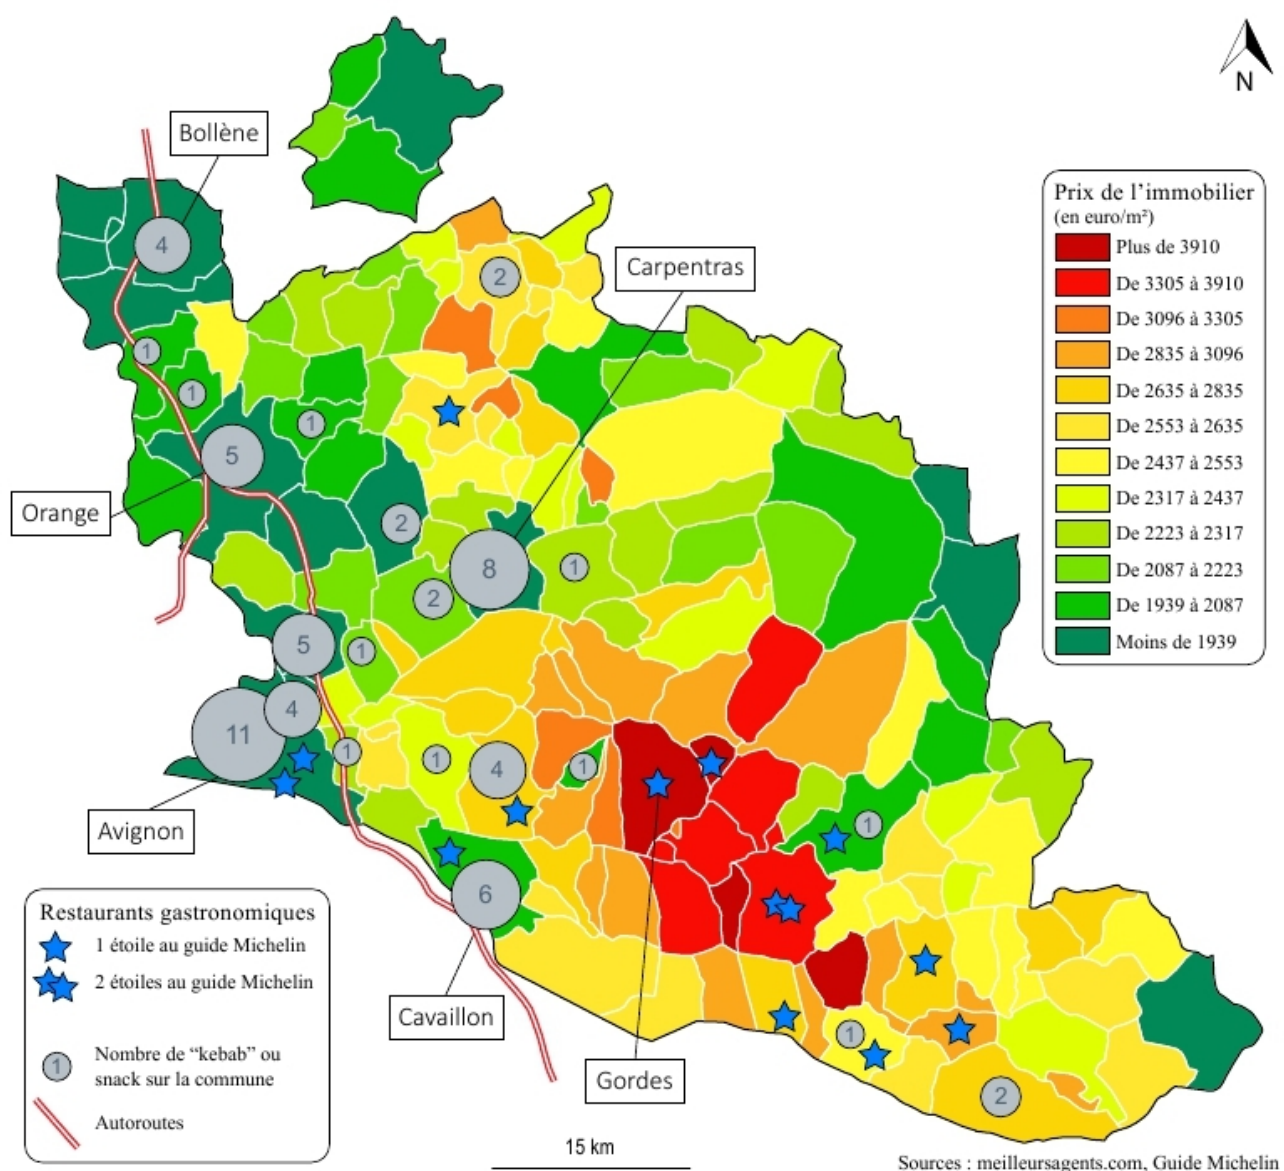 N
Bollène
4
Prix de l’immobilier
(en euro/m²)
Plus de 3910
De 3305 à 3910
De 3096 à 3305
De 2835 à 3096
De 2635 à 2835
De 2553 à 2635
De 2437 à 2553
De 2317 à 2437
De 2223 à 2317
De 2087 à 2223
De 1939 à 2087
Moins de 1939
Carpentras
2
1
1
1
5
Orange
2
8
1
2
5
1
4
11
1
1
4
1
Avignon
1
6
Restaurants gastronomiques
1 étoile au guide Michelin
2 étoiles au guide Michelin
1
Nombre de “kebab” ou
snack sur la commune
Autoroutes
Cavaillon
Gordes
1
2
15 km
Sources : meilleursagents.com, Guide Michelin